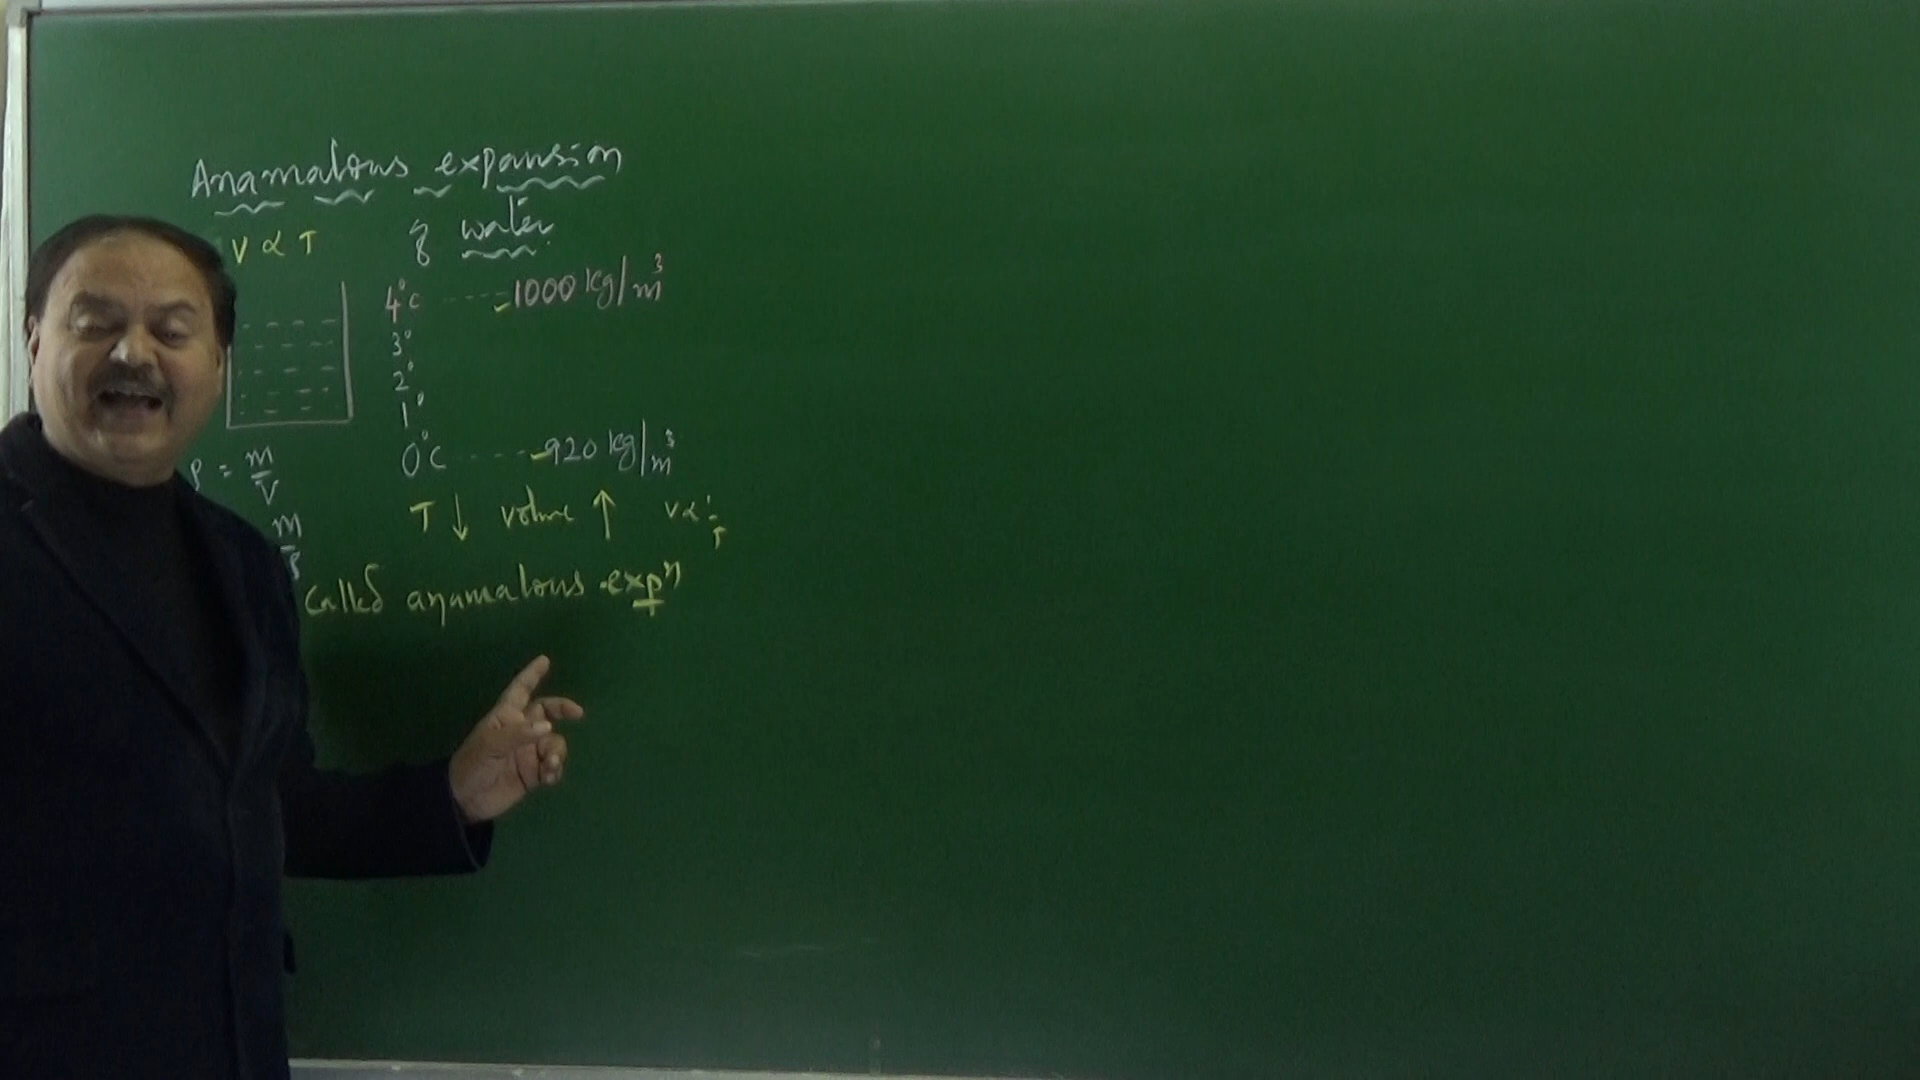 Anamalous expansion
V ∝ T
of water
4°C ---- 1000 kg/m³
3°
2°
1°
0°C ---- 920 kg/m³
ρ = m/V
m/ρ
T ↓ volume ↑ V ∝ 1/T
called anamalous expⁿ